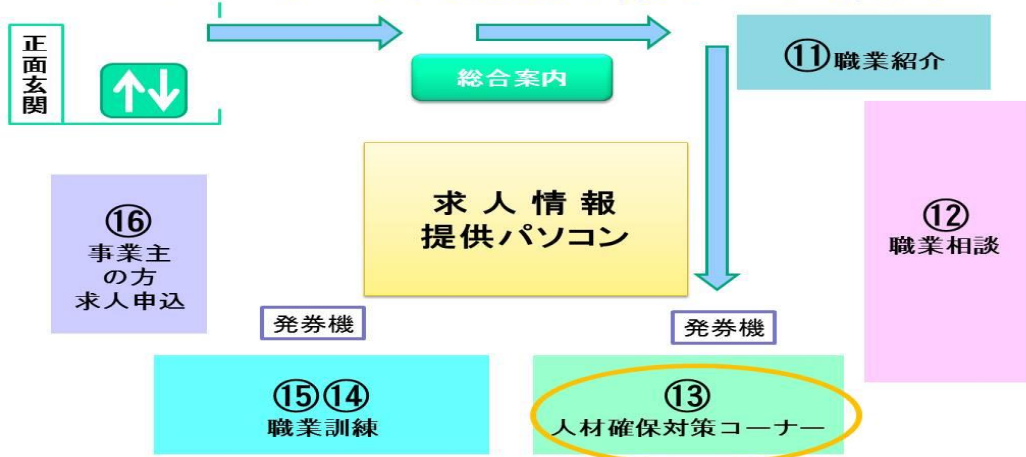 正面玄関
総合案内
⑪職業紹介
求人情報
提供パソコン
⑫
職業相談
⑯
事業主
の方
求人申込
発券機
発券機
⑮⑭
職業訓練
⑬
人材確保対策コーナー